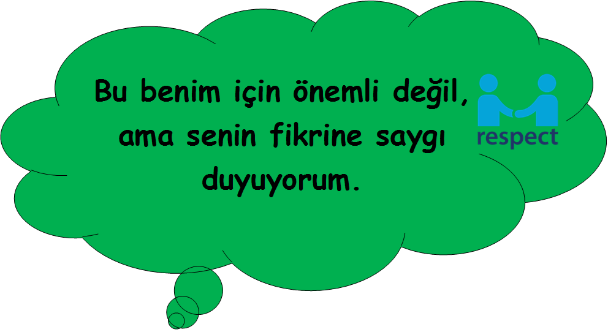 Bu benim için önemli değil,
ama senin fikrine saygı
duyuyorum.
respect